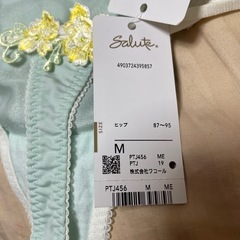 Salute.
4903724395857
SIZE
ヒップ 87~95
M
PTJ456 ME
PTJ 19
株式会社ワコール
PTJ456 M ME